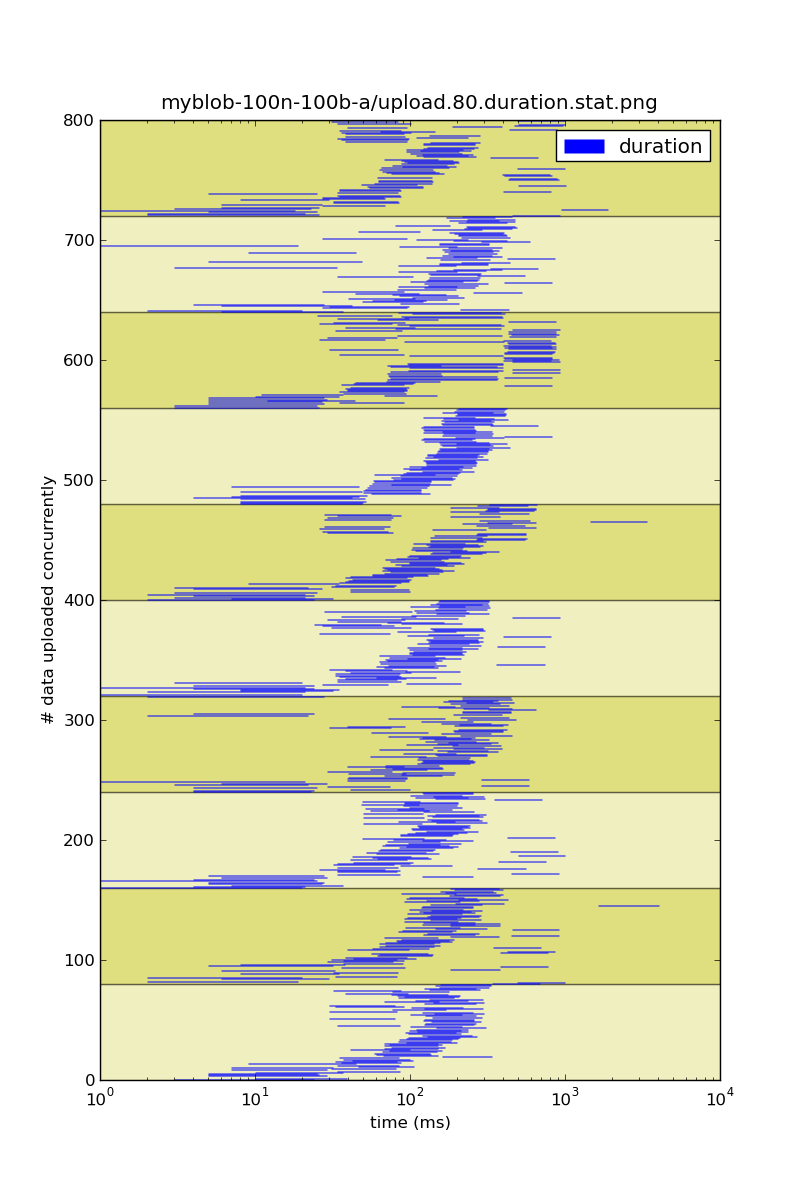 myblob-100n-100b-a/upload.80.duration.stat.png
duration
800
700
600
500
400
300
200
100
0
# data uploaded concurrently
10^0 10^1 10^2 10^3 10^4
time (ms)